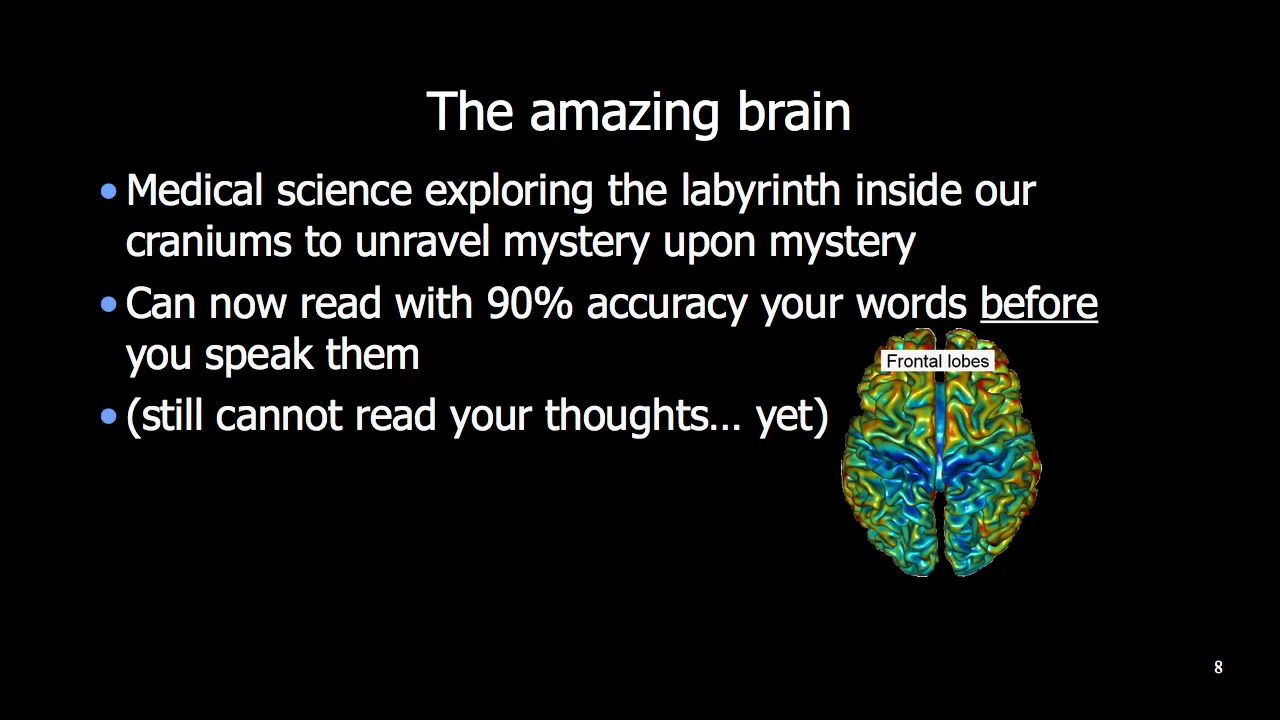 The amazing brain
• Medical science exploring the labyrinth inside our
craniums to unravel mystery upon mystery
• Can now read with 90% accuracy your words before
you speak them
• (still cannot read your thoughts... yet)
Frontal lobes
8